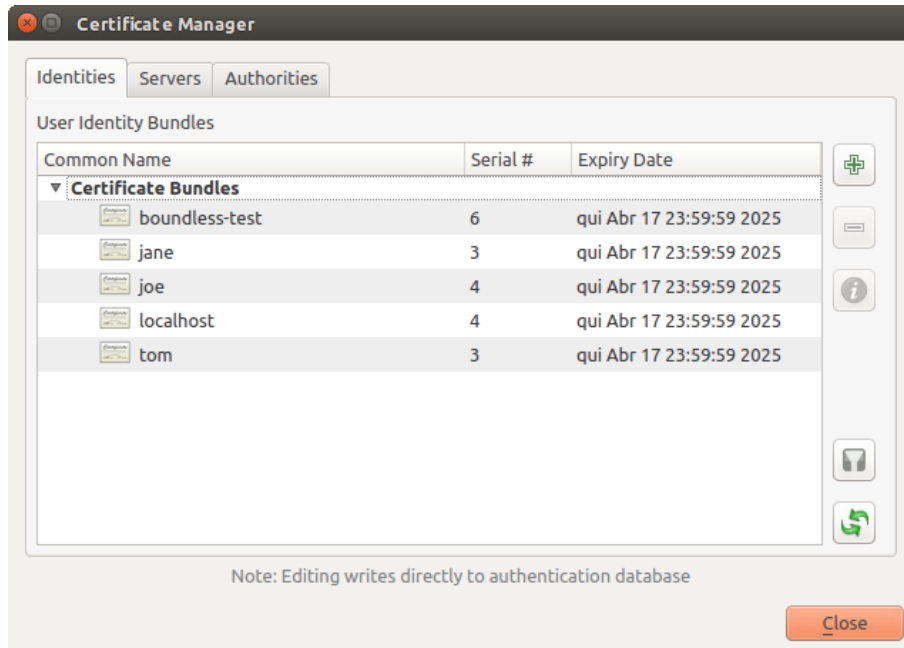 Certificate Manager
Identities Servers Authorities
User Identity Bundles
Common Name Serial # Expiry Date
Certificate Bundles
boundless-test 6 qui Abr 17 23:59:59 2025
jane 3 qui Abr 17 23:59:59 2025
joe 4 qui Abr 17 23:59:59 2025
localhost 4 qui Abr 17 23:59:59 2025
tom 3 qui Abr 17 23:59:59 2025
Note: Editing writes directly to authentication database
Close